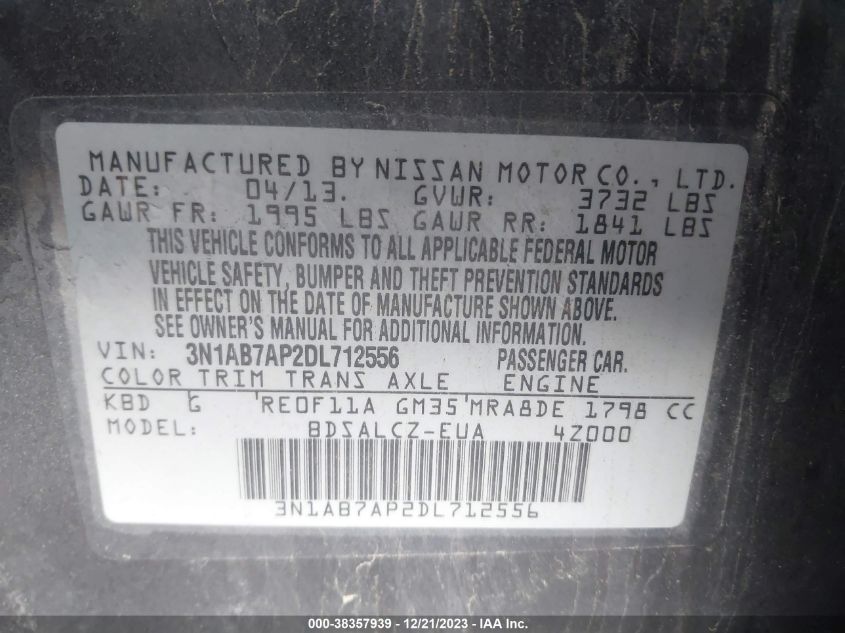 MANUFACTURED BY NISSAN MOTOR CO., LTD.
DATE: 04/13. GVWR: 3732 LBS
GAWR FR: 1995 LBS GAWR RR: 1841 LBS
THIS VEHICLE CONFORMS TO ALL APPLICABLE FEDERAL MOTOR
VEHICLE SAFETY, BUMPER AND THEFT PREVENTION STANDARDS
IN EFFECT ON THE DATE OF MANUFACTURE SHOWN ABOVE.
SEE OWNER'S MANUAL FOR ADDITIONAL INFORMATION.
VIN: 3N1AB7AP2DL712556 PASSENGER CAR.
COLOR TRIM TRANS AXLE ENGINE
KBD G RE0F11A GM35 MRA8DE 1798 CC
MODEL: BDSALCZ-EUA 4Z000
3N1AB7AP2DL712556
000-38357939 - 12/21/2023 - IAA Inc.